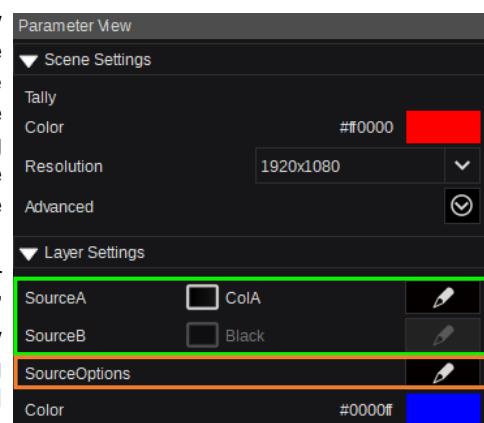 Parameter View
Scene Settings
Tally
Color #ff0000
Resolution 1920x1080
Advanced
Layer Settings
SourceA ColA
SourceB Black
SourceOptions
Color #0000ff